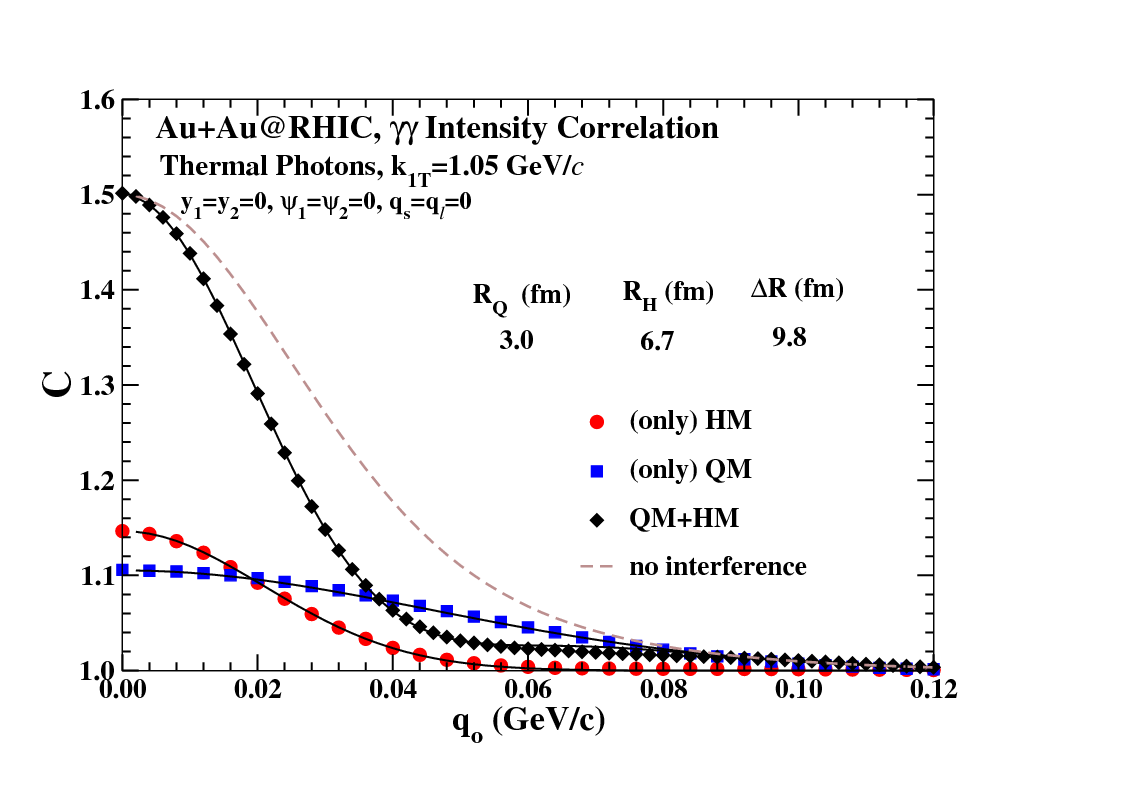 Au+Au@RHIC, γγ Intensity Correlation
Thermal Photons, k1T=1.05 GeV/c
y1=y2=0, ψ1=ψ2=0, qs=ql=0
RQ (fm) RH (fm) ΔR (fm)
3.0 6.7 9.8
(only) HM
(only) QM
QM+HM
no interference
1.6
1.5
1.4
1.3
1.2
1.1
1.0
C
0.00 0.02 0.04 0.06 0.08 0.10 0.12
qo (GeV/c)